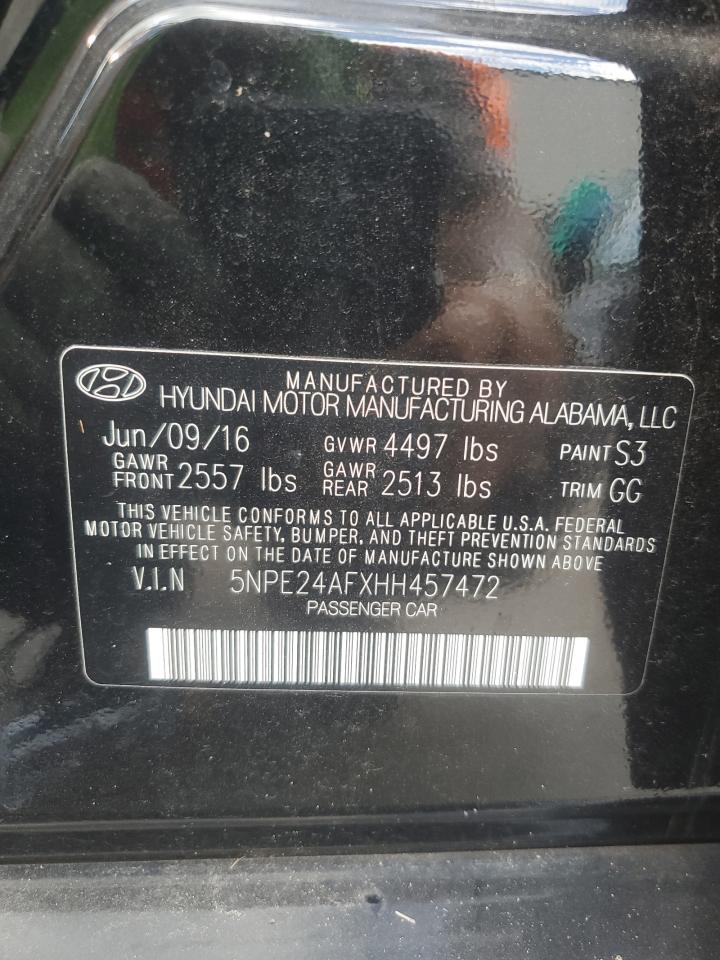 MANUFACTURED BY
HYUNDAI MOTOR MANUFACTURING ALABAMA, LLC
Jun/09/16 GVWR 4497 lbs PAINT S3
GAWR FRONT 2557 lbs GAWR REAR 2513 lbs TRIM GG
THIS VEHICLE CONFORMS TO ALL APPLICABLE U.S.A. FEDERAL
MOTOR VEHICLE SAFETY, BUMPER, AND THEFT PREVENTION STANDARDS
IN EFFECT ON THE DATE OF MANUFACTURE SHOWN ABOVE
V.I.N 5NPE24AFXHH457472
PASSENGER CAR